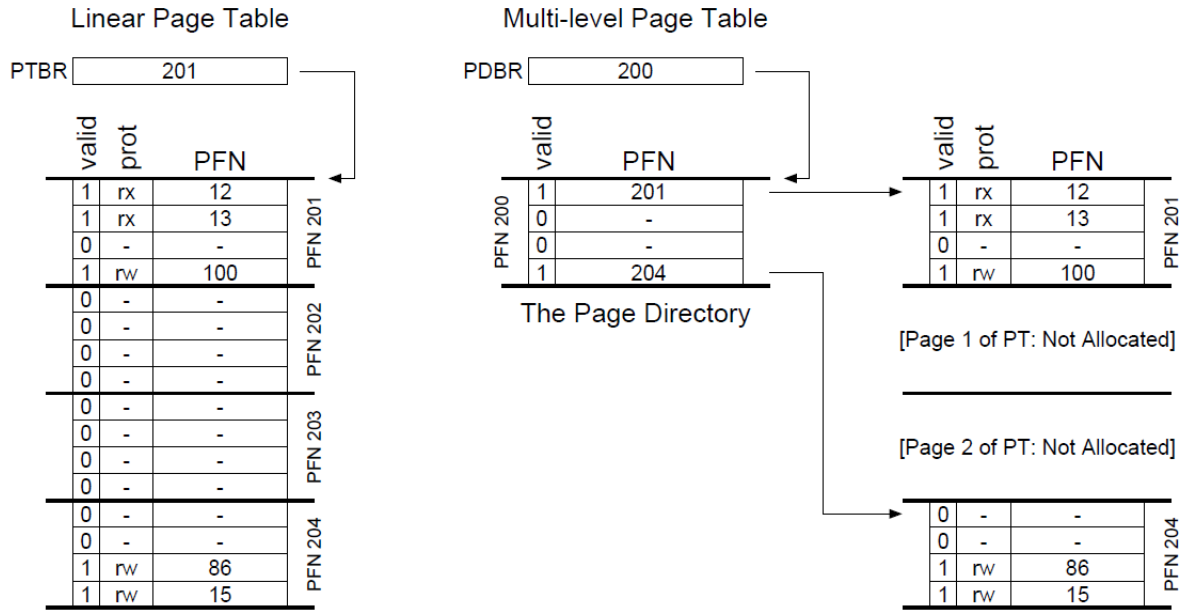 Linear Page Table
PTBR 201
valid prot PFN
1 rx 12
1 rx 13
0 - -
1 rw 100
PFN 201
0 - -
0 - -
0 - -
0 - -
PFN 202
0 - -
0 - -
0 - -
0 - -
PFN 203
0 - -
0 - -
1 rw 86
1 rw 15
PFN 204
Multi-level Page Table
PDBR 200
valid PFN
PFN 200
1 201
0 -
0 -
1 204
The Page Directory
valid prot PFN
1 rx 12
1 rx 13
0 - -
1 rw 100
PFN 201
[Page 1 of PT: Not Allocated]
[Page 2 of PT: Not Allocated]
0 - -
0 - -
1 rw 86
1 rw 15
PFN 204